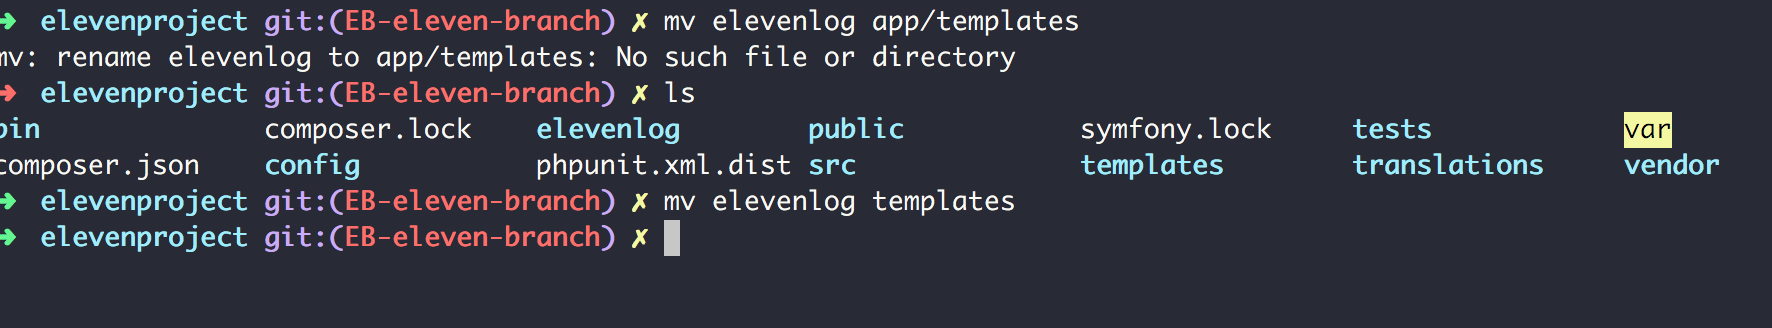 ➜ elevenproject git:(EB-eleven-branch) ✗ mv elevenlog app/templates
mv: rename elevenlog to app/templates: No such file or directory
➜ elevenproject git:(EB-eleven-branch) ✗ ls
bin composer.lock elevenlog public symfony.lock tests var
composer.json config phpunit.xml.dist src templates translations vendor
➜ elevenproject git:(EB-eleven-branch) ✗ mv elevenlog templates
➜ elevenproject git:(EB-eleven-branch) ✗